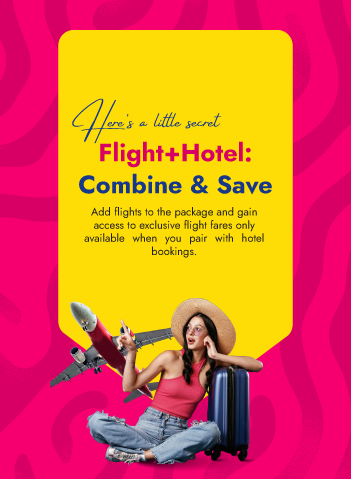 Here's a little secret
Flight+Hotel:
Combine & Save
Add flights to the package and gain
access to exclusive flight fares only
available when you pair with hotel
bookings.